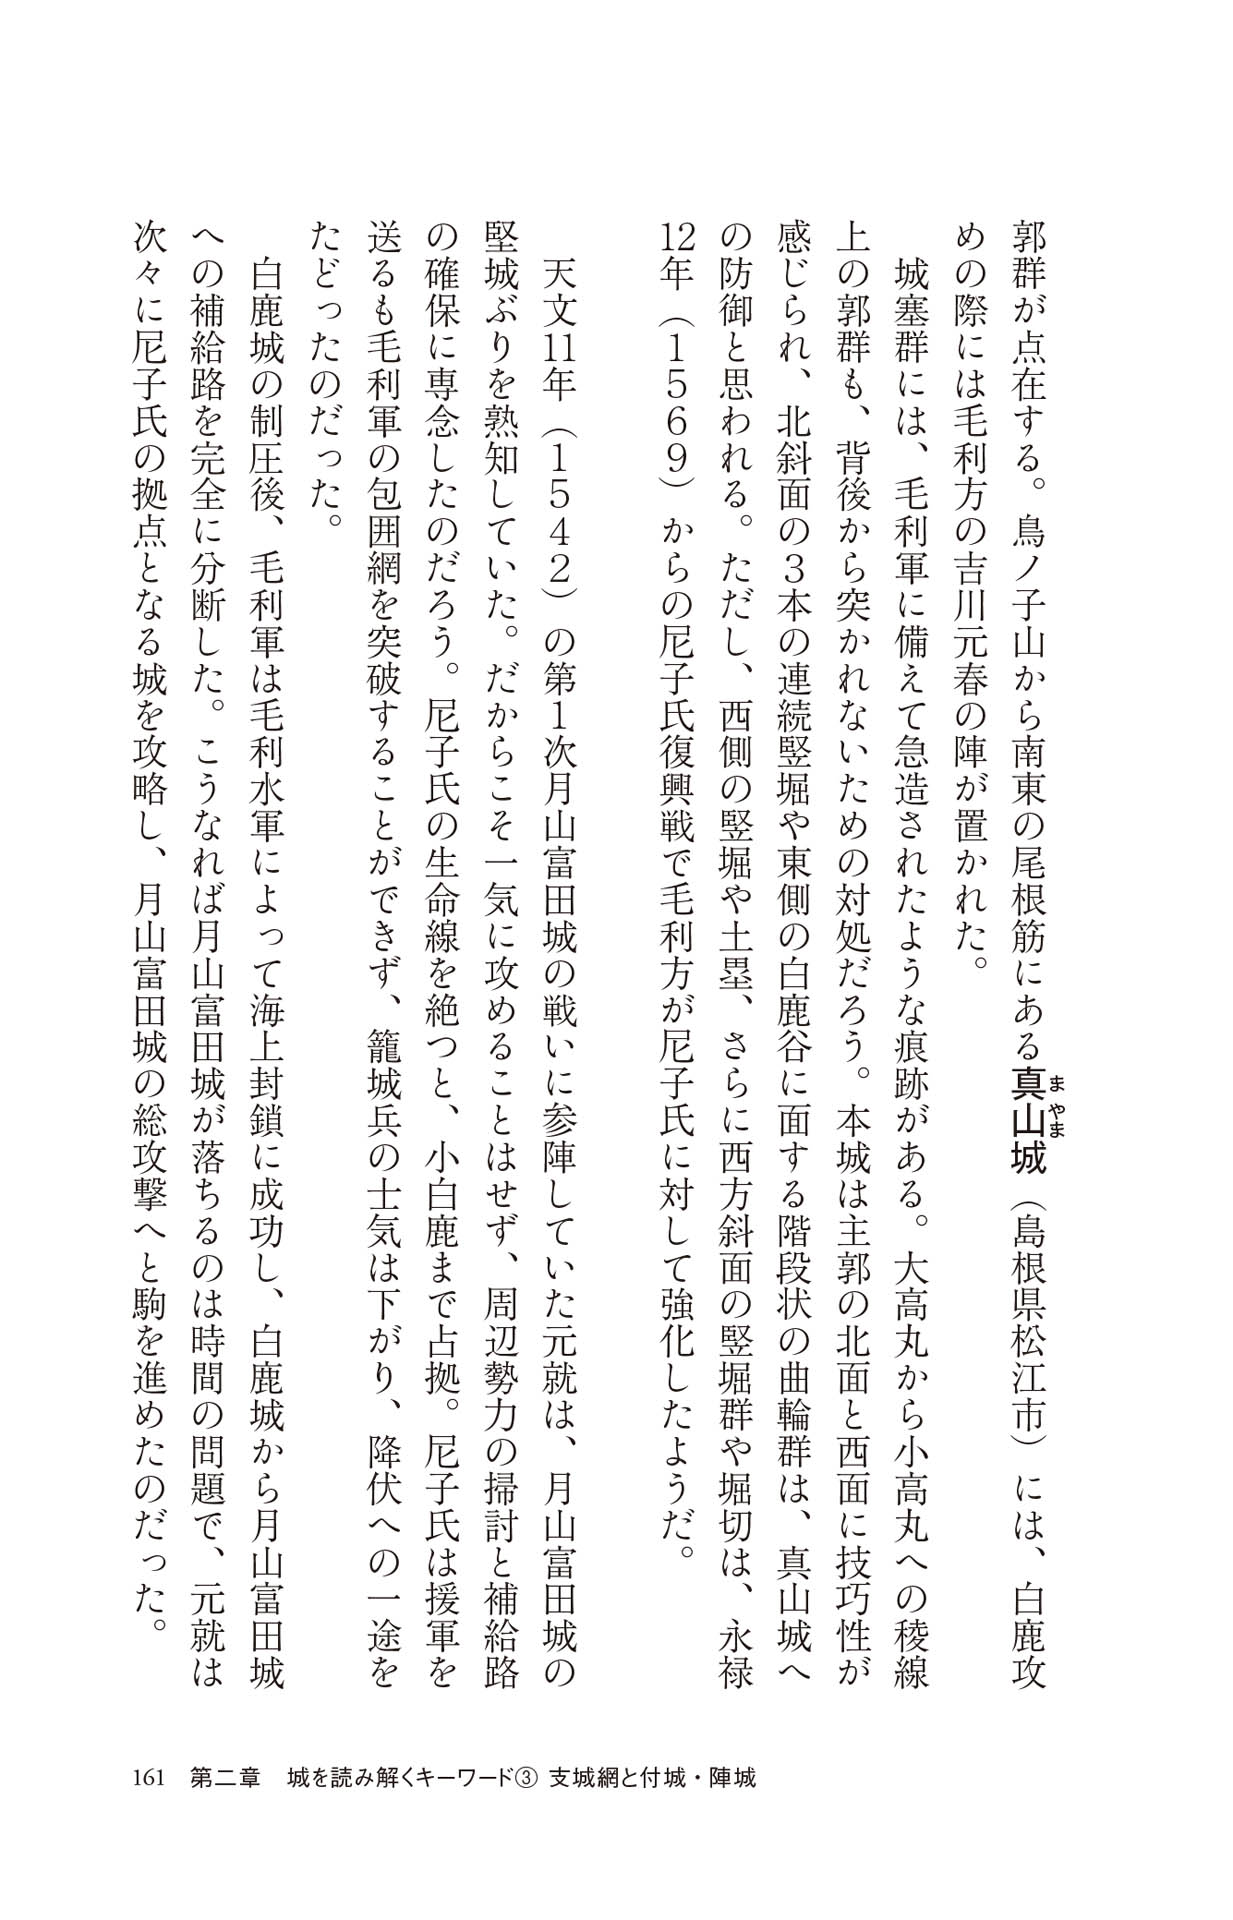 郭群が点在する。鳥ノ子山から南東の尾根筋にある真山城（島根県松江市）には、白鹿攻
まやま
めの際には毛利方の吉川元春の陣が置かれた。
　城塞群には、毛利軍に備えて急造されたような痕跡がある。大高丸から小高丸への稜線
上の郭群も、背後から突かれないための対処だろう。本城は主郭の北面と西面に技巧性が
感じられ、北斜面の３本の連続竪堀や東側の白鹿谷に面する階段状の曲輪群は、真山城へ
の防御と思われる。ただし、西側の竪堀や土塁、さらに西方斜面の竪堀群や堀切は、永禄
12年（１５６９）からの尼子氏復興戦で毛利方が尼子氏に対して強化したようだ。
　天文11年（１５４２）の第１次月山富田城の戦いに参陣していた元就は、月山富田城の
堅城ぶりを熟知していた。だからこそ一気に攻めることはせず、周辺勢力の掃討と補給路
の確保に専念したのだろう。尼子氏の生命線を絶つと、小白鹿まで占拠。尼子氏は援軍を
送るも毛利軍の包囲網を突破することができず、籠城兵の士気は下がり、降伏への一途を
たどったのだった。
　白鹿城の制圧後、毛利軍は毛利水軍によって海上封鎖に成功し、白鹿城から月山富田城
への補給路を完全に分断した。こうなれば月山富田城が落ちるのは時間の問題で、元就は
次々に尼子氏の拠点となる城を攻略し、月山富田城の総攻撃へと駒を進めたのだった。
161　第二章　城を読み解くキーワード③ 支城網と付城・陣城